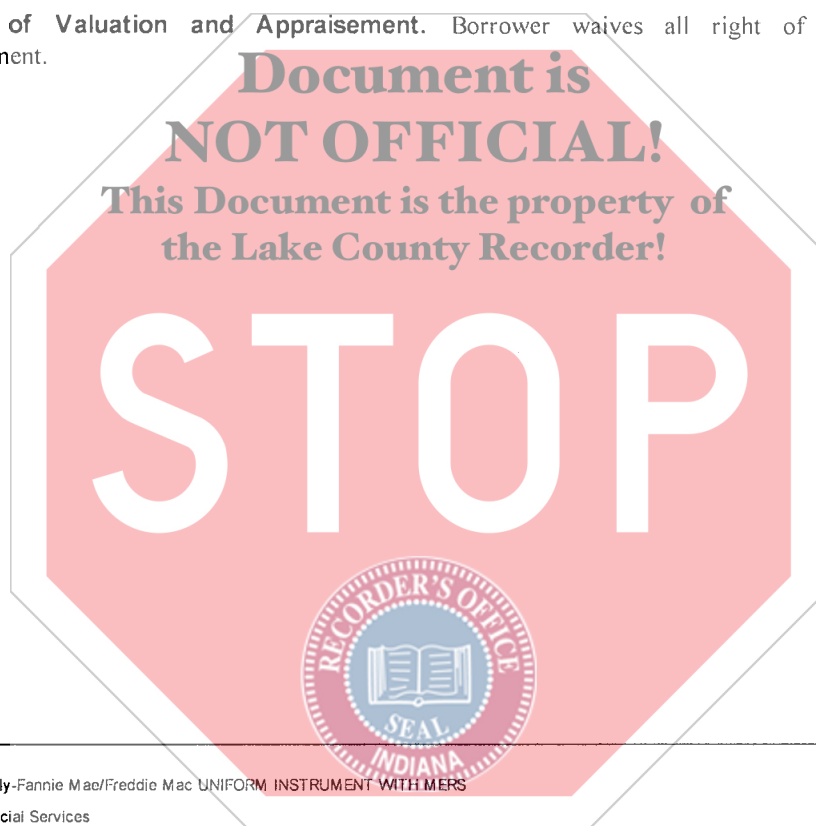 of Valuation and Appraisement. Borrower waives all right of
ment.
Document is
NOT OFFICIAL!
This Document is the property of
the Lake County Recorder!
STOP
RECORDER'S OFFICE
SEAL
INDIANA
ly-Fannie Mae/Freddie Mac UNIFORM INSTRUMENT WITH MERS
cial Services